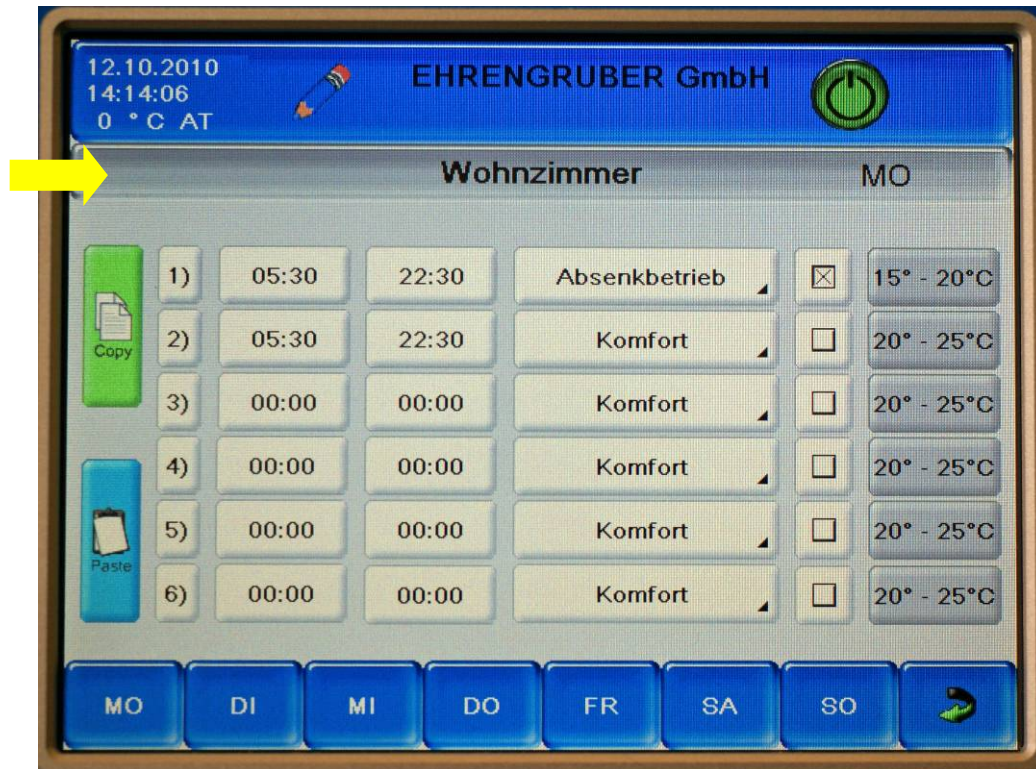 12.10.2010
EHRENGRUBER GmbH
14:14:06
0 °C AT
Wohnzimmer MO
1) 05:30 22:30 Absenkbetrieb 15° - 20°C
Copy
2) 05:30 22:30 Komfort 20° - 25°C
3) 00:00 00:00 Komfort 20° - 25°C
4) 00:00 00:00 Komfort 20° - 25°C
Paste
5) 00:00 00:00 Komfort 20° - 25°C
6) 00:00 00:00 Komfort 20° - 25°C
MO DI MI DO FR SA SO